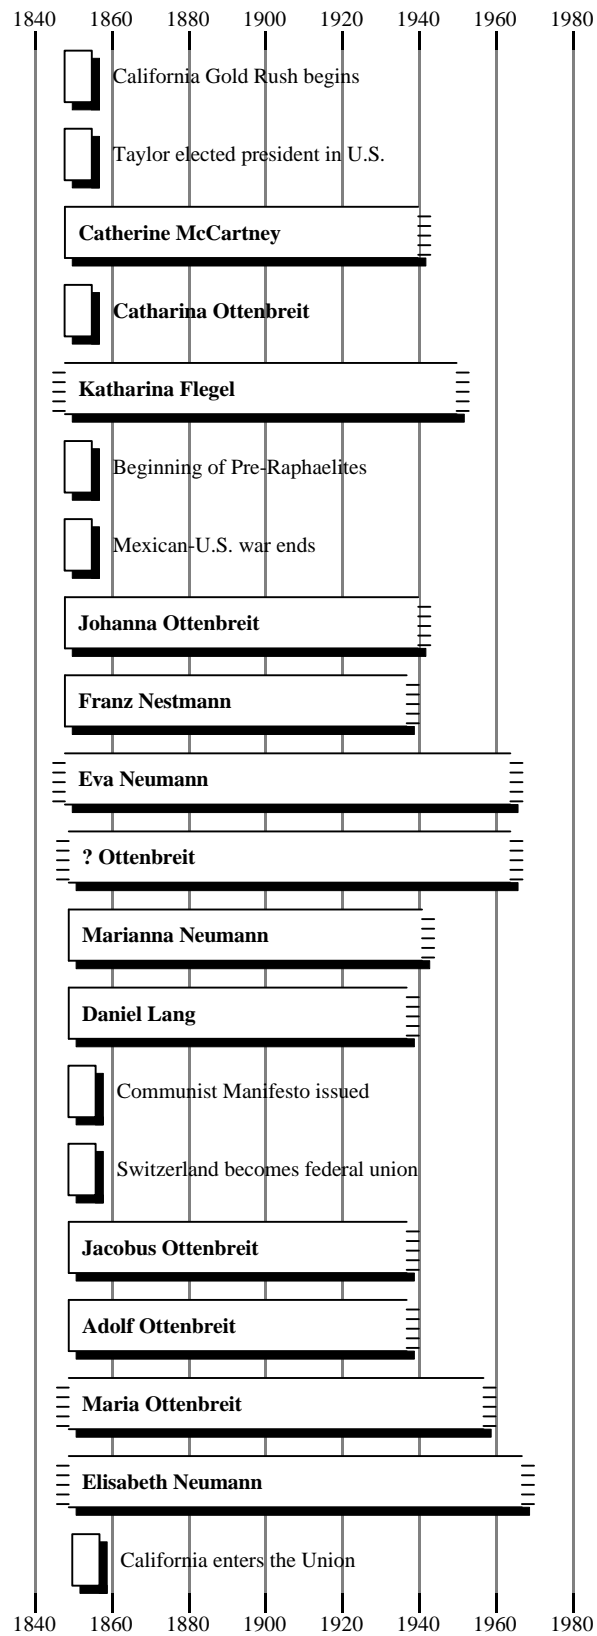 1840 1860 1880 1900 1920 1940 1960 1980
California Gold Rush begins
Taylor elected president in U.S.
Catherine McCartney
Catharina Ottenbreit
Katharina Flegel
Beginning of Pre-Raphaelites
Mexican-U.S. war ends
Johanna Ottenbreit
Franz Nestmann
Eva Neumann
? Ottenbreit
Marianna Neumann
Daniel Lang
Communist Manifesto issued
Switzerland becomes federal union
Jacobus Ottenbreit
Adolf Ottenbreit
Maria Ottenbreit
Elisabeth Neumann
California enters the Union
1840 1860 1880 1900 1920 1940 1960 1980